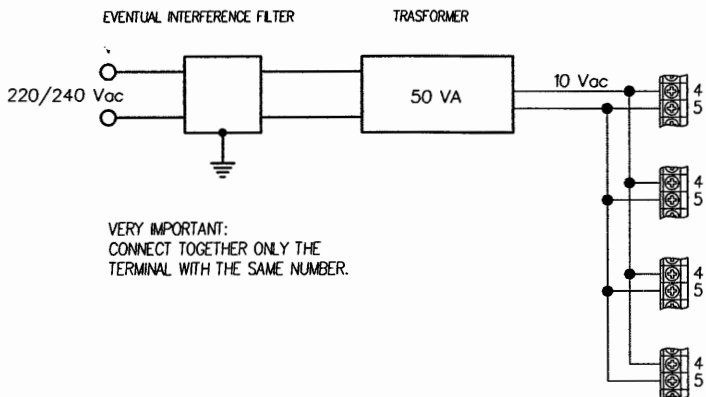 EVENTUAL INTERFERENCE FILTER
TRASFORMER
220/240 Vac
50 VA
10 Vac
4
5
4
5
4
5
4
5
VERY IMPORTANT:
CONNECT TOGETHER ONLY THE
TERMINAL WITH THE SAME NUMBER.